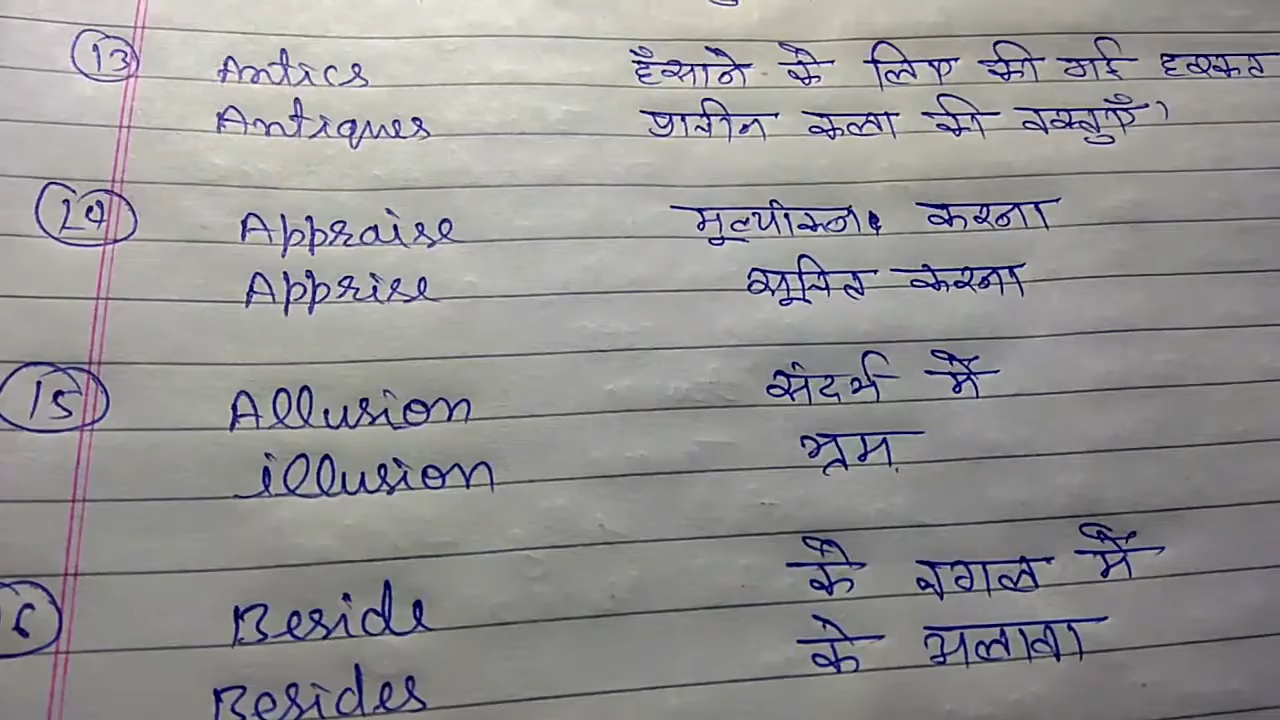 13 Antics हँसाने के लिए की गई हरकत
Antiques प्राचीन कला की वस्तुएँ।
14 Appraise मूल्यांकन करना
Apprise सूचित करना
15 Allusion संदर्भ में
illusion भ्रम
6 Beside के बगल में
Besides के अलावा